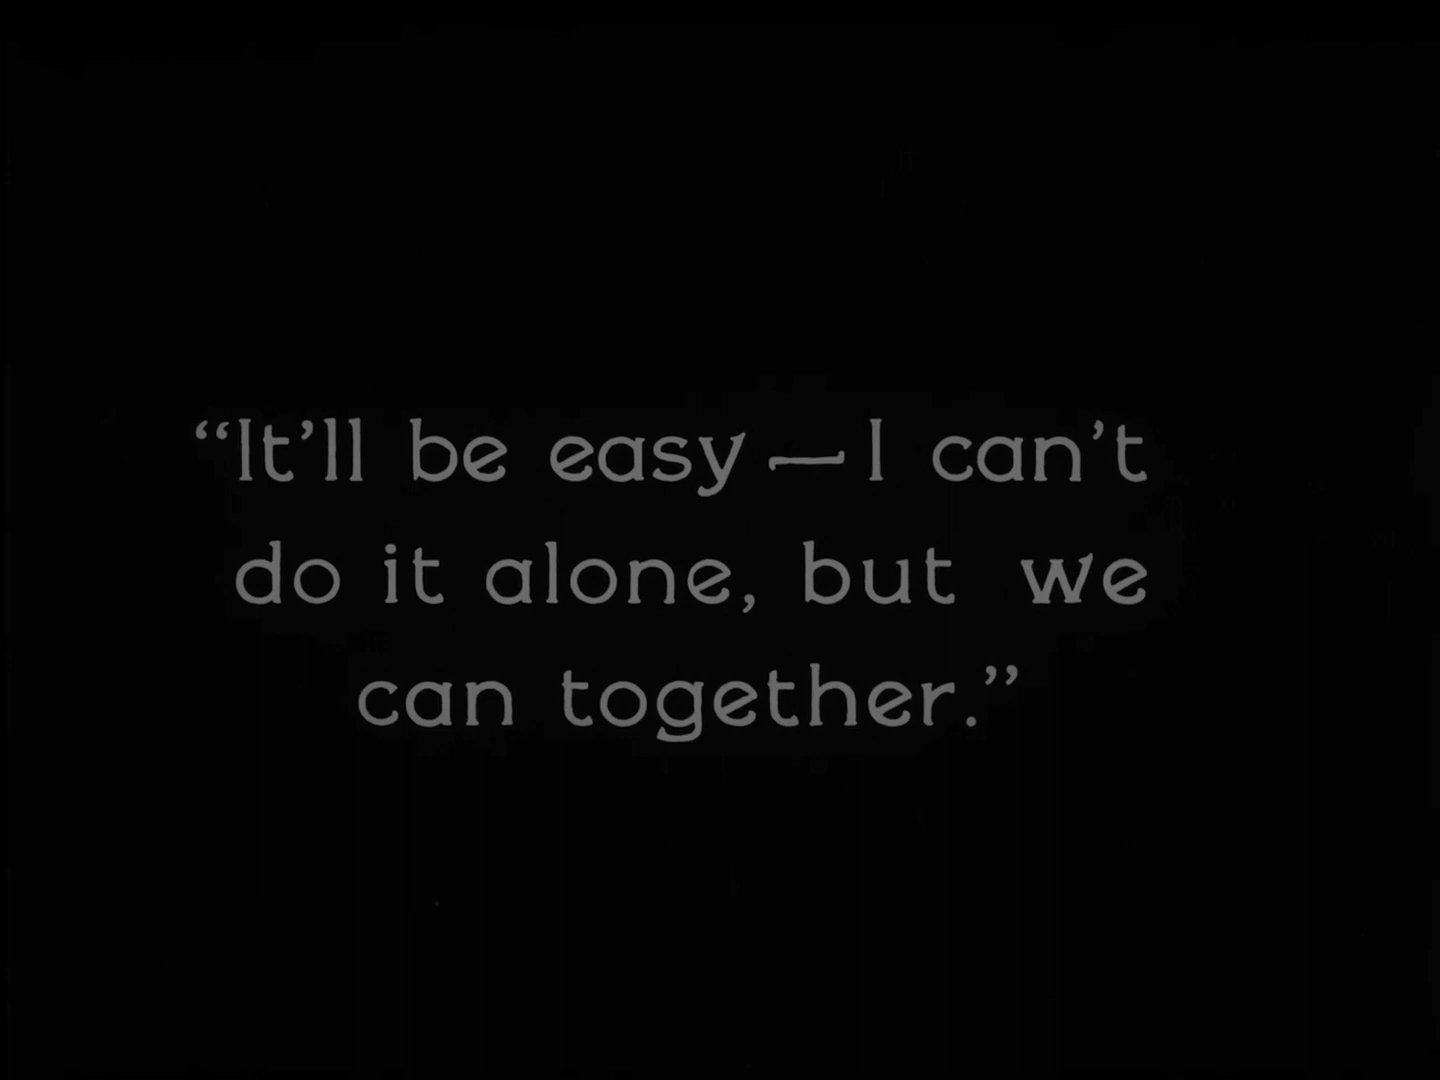 “It’ll be easy — I can’t
do it alone, but we
can together.”